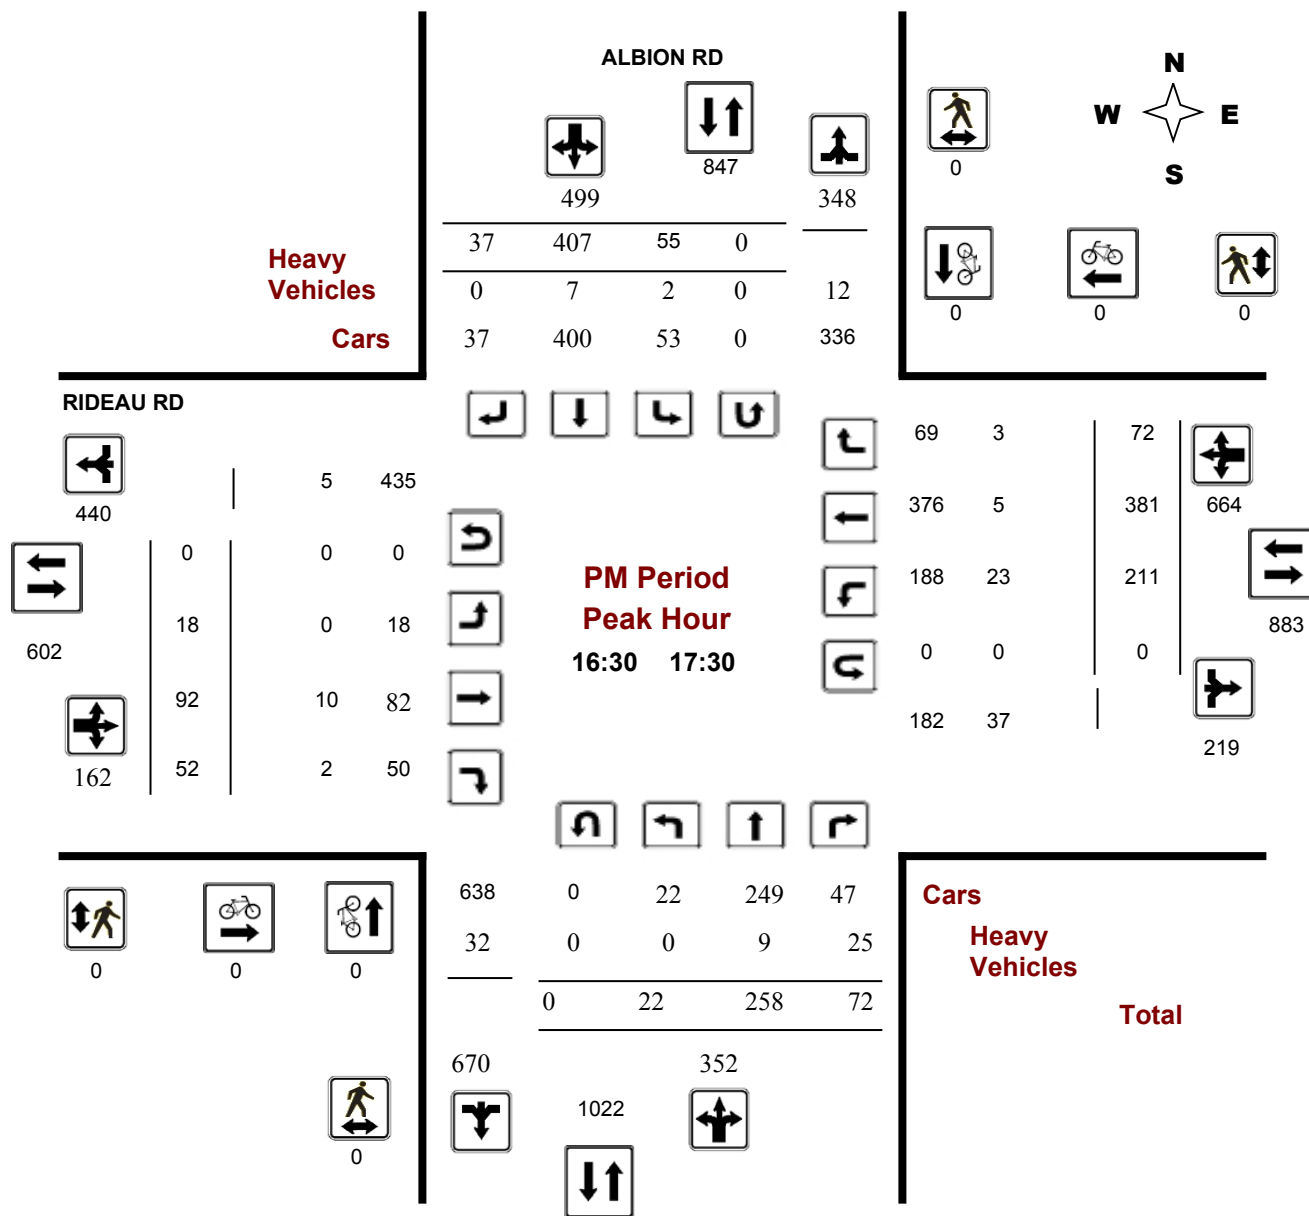 ALBION RD
N
W E
S
847
0
499 348
37 407 55 0
Heavy
Vehicles
0 7 2 0 12
0 0 0
Cars
37 400 53 0 336
RIDEAU RD
69 3 72
5 435
440
376 5 381 664
0 0 0
PM Period
188 23 211
Peak Hour
18 0 18
883
602
16:30 17:30
0 0 0
92 10 82
182 37
219
162
52 2 50
638 0 22 249 47
Cars
32 0 0 9 25
Heavy
Vehicles
0 0 0
0 22 258 72
Total
670 352
1022
0